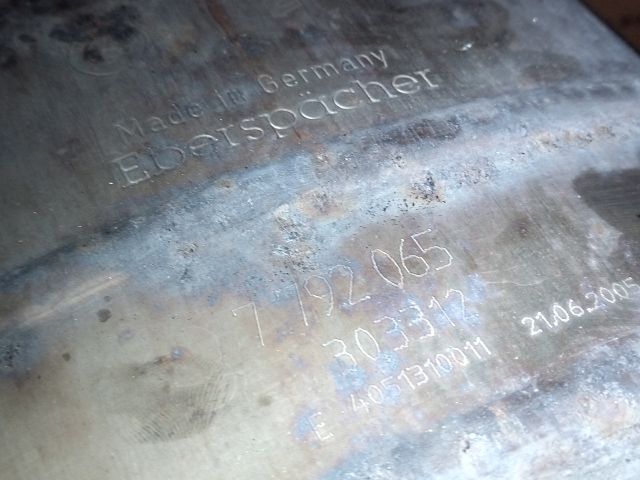 Made in Germany
Eberspächer
7 792 065
303312
E 4051310011 21.06.2005